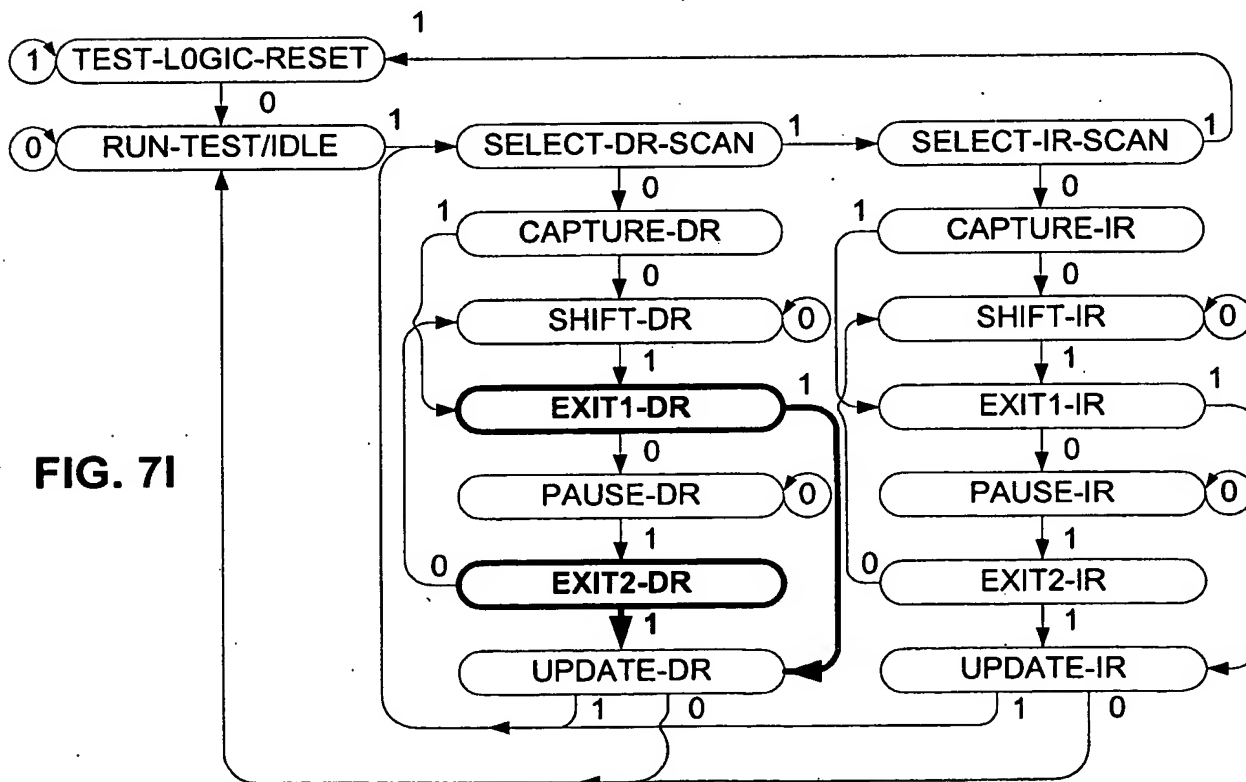 1
1 TEST-L0GIC-RESET
0
0 RUN-TEST/IDLE 1 SELECT-DR-SCAN 1 SELECT-IR-SCAN 1
0 0
1 CAPTURE-DR 1 CAPTURE-IR
0 0
SHIFT-DR 0 SHIFT-IR 0
1 1
EXIT1-DR 1 EXIT1-IR 1
0 0
FIG. 7I
PAUSE-DR 0 PAUSE-IR 0
1 1
0 EXIT2-DR 0 EXIT2-IR
1 1
UPDATE-DR UPDATE-IR
1 0 1 0